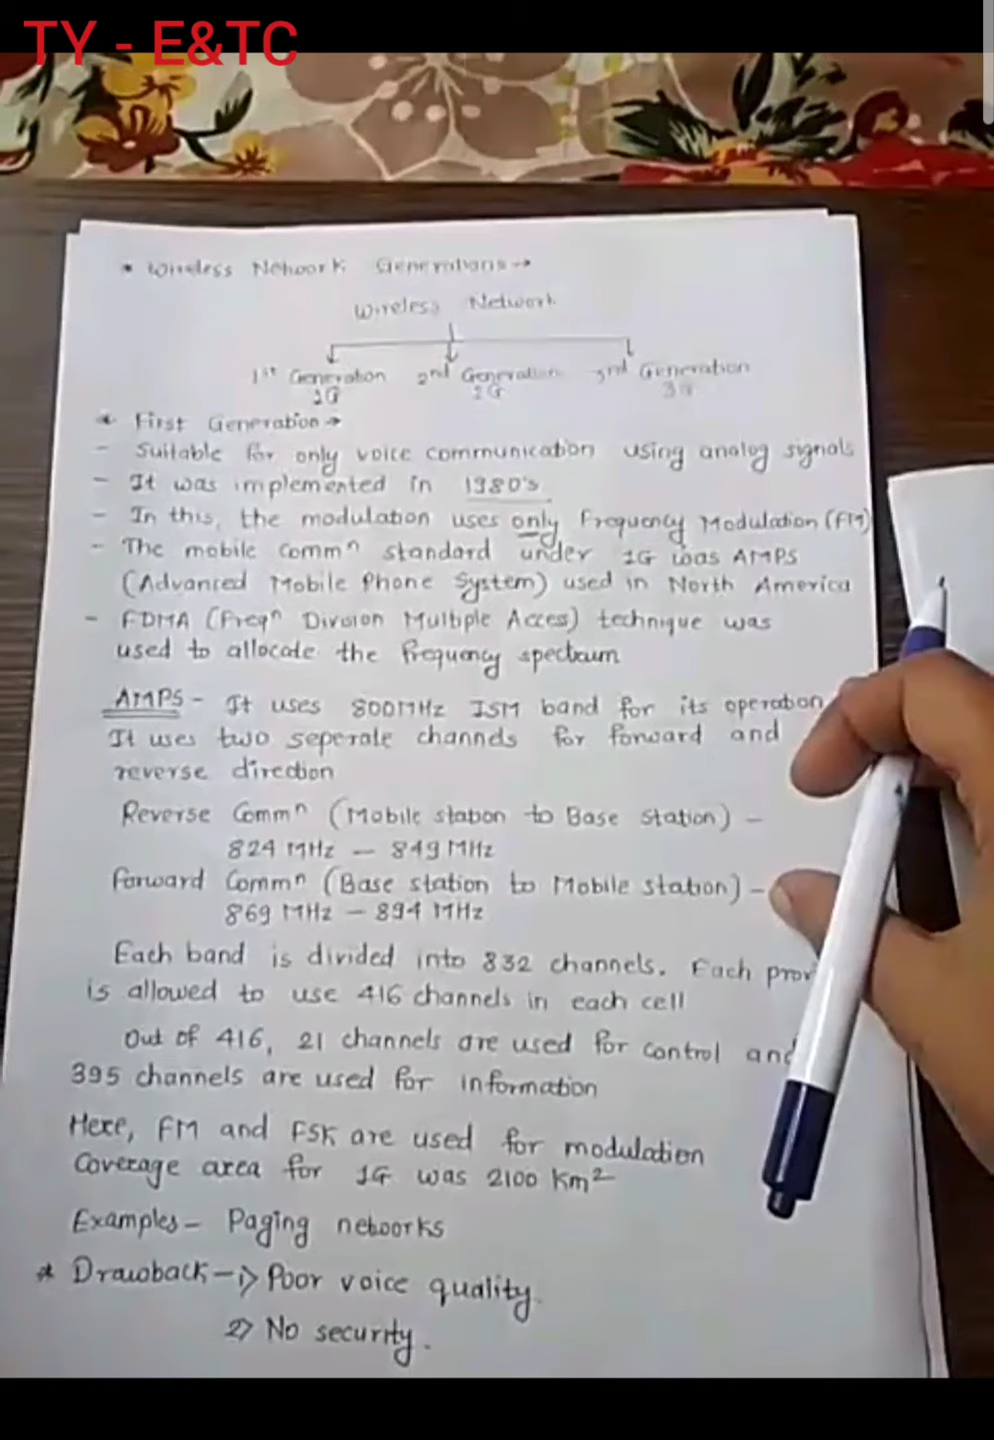 TY - E&TC
* Wireless Network Generations →
Wireless Network
1st Generation 2nd Generation 3rd Generation
1G 2G 3G
* First Generation →
- Suitable for only voice communication using analog signals
- It was implemented in 1980's
- In this, the modulation uses only Frequency Modulation (FM)
- The mobile Commⁿ standard under 1G was AMPS
(Advanced Mobile Phone System) used in North America
- FDMA (Freqⁿ Division Multiple Acces) technique was
used to allocate the frequency spectrum
AMPS - It uses 800MHz ISM band for its operation
It uses two seperate channels for forward and
reverse direction
Reverse Commⁿ (Mobile station to Base Station) -
824 MHz - 849 MHz
Forward Commⁿ (Base station to Mobile station) -
869 MHz - 894 MHz
Each band is divided into 832 channels. Each prov
is allowed to use 416 channels in each cell
Out of 416, 21 channels are used for control and
395 channels are used for information
Here, FM and FSK are used for modulation
Coverage area for 1G was 2100 Km²
Examples - Paging networks
* Drawback - 1) Poor voice quality.
2) No security.